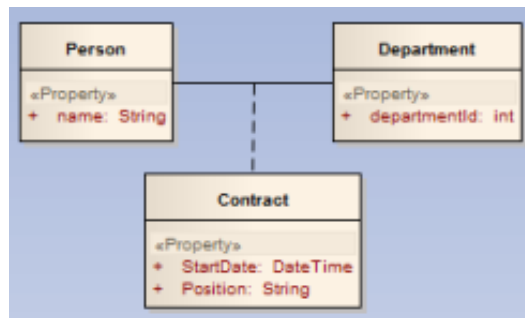 Person
«Property»
+ name: String
Department
«Property»
+ departmentId: int
Contract
«Property»
+ StartDate: DateTime
+ Position: String